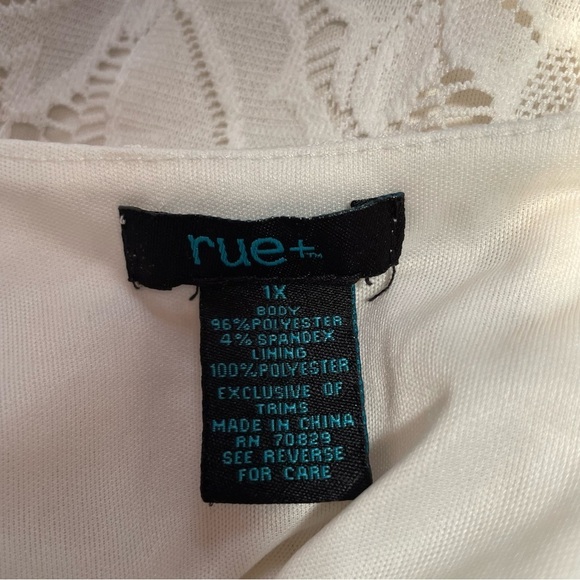 rue+™
1X
BODY
96% POLYESTER
4% SPANDEX
LINING
100% POLYESTER
EXCLUSIVE OF
TRIMS
MADE IN CHINA
RN 70829
SEE REVERSE
FOR CARE